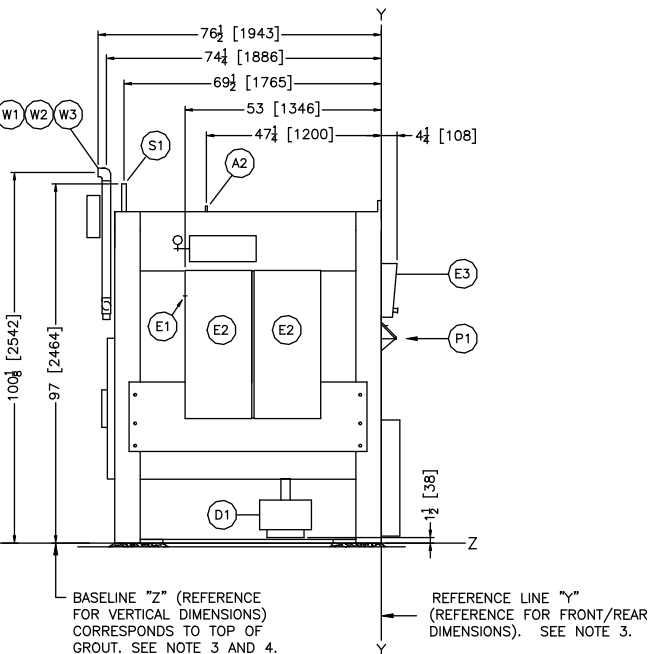 Y
76½ [1943]
74¼ [1886]
69½ [1765]
53 [1346]
47¼ [1200]
4¼ [108]
W1 W2 W3
S1
A2
E3
E1
E2
E2
P1
100⅛ [2542]
97 [2464]
D1
1½ [38]
Z
BASELINE "Z" (REFERENCE
FOR VERTICAL DIMENSIONS)
CORRESPONDS TO TOP OF
GROUT. SEE NOTE 3 AND 4.
REFERENCE LINE "Y"
(REFERENCE FOR FRONT/REAR
DIMENSIONS). SEE NOTE 3.
Y